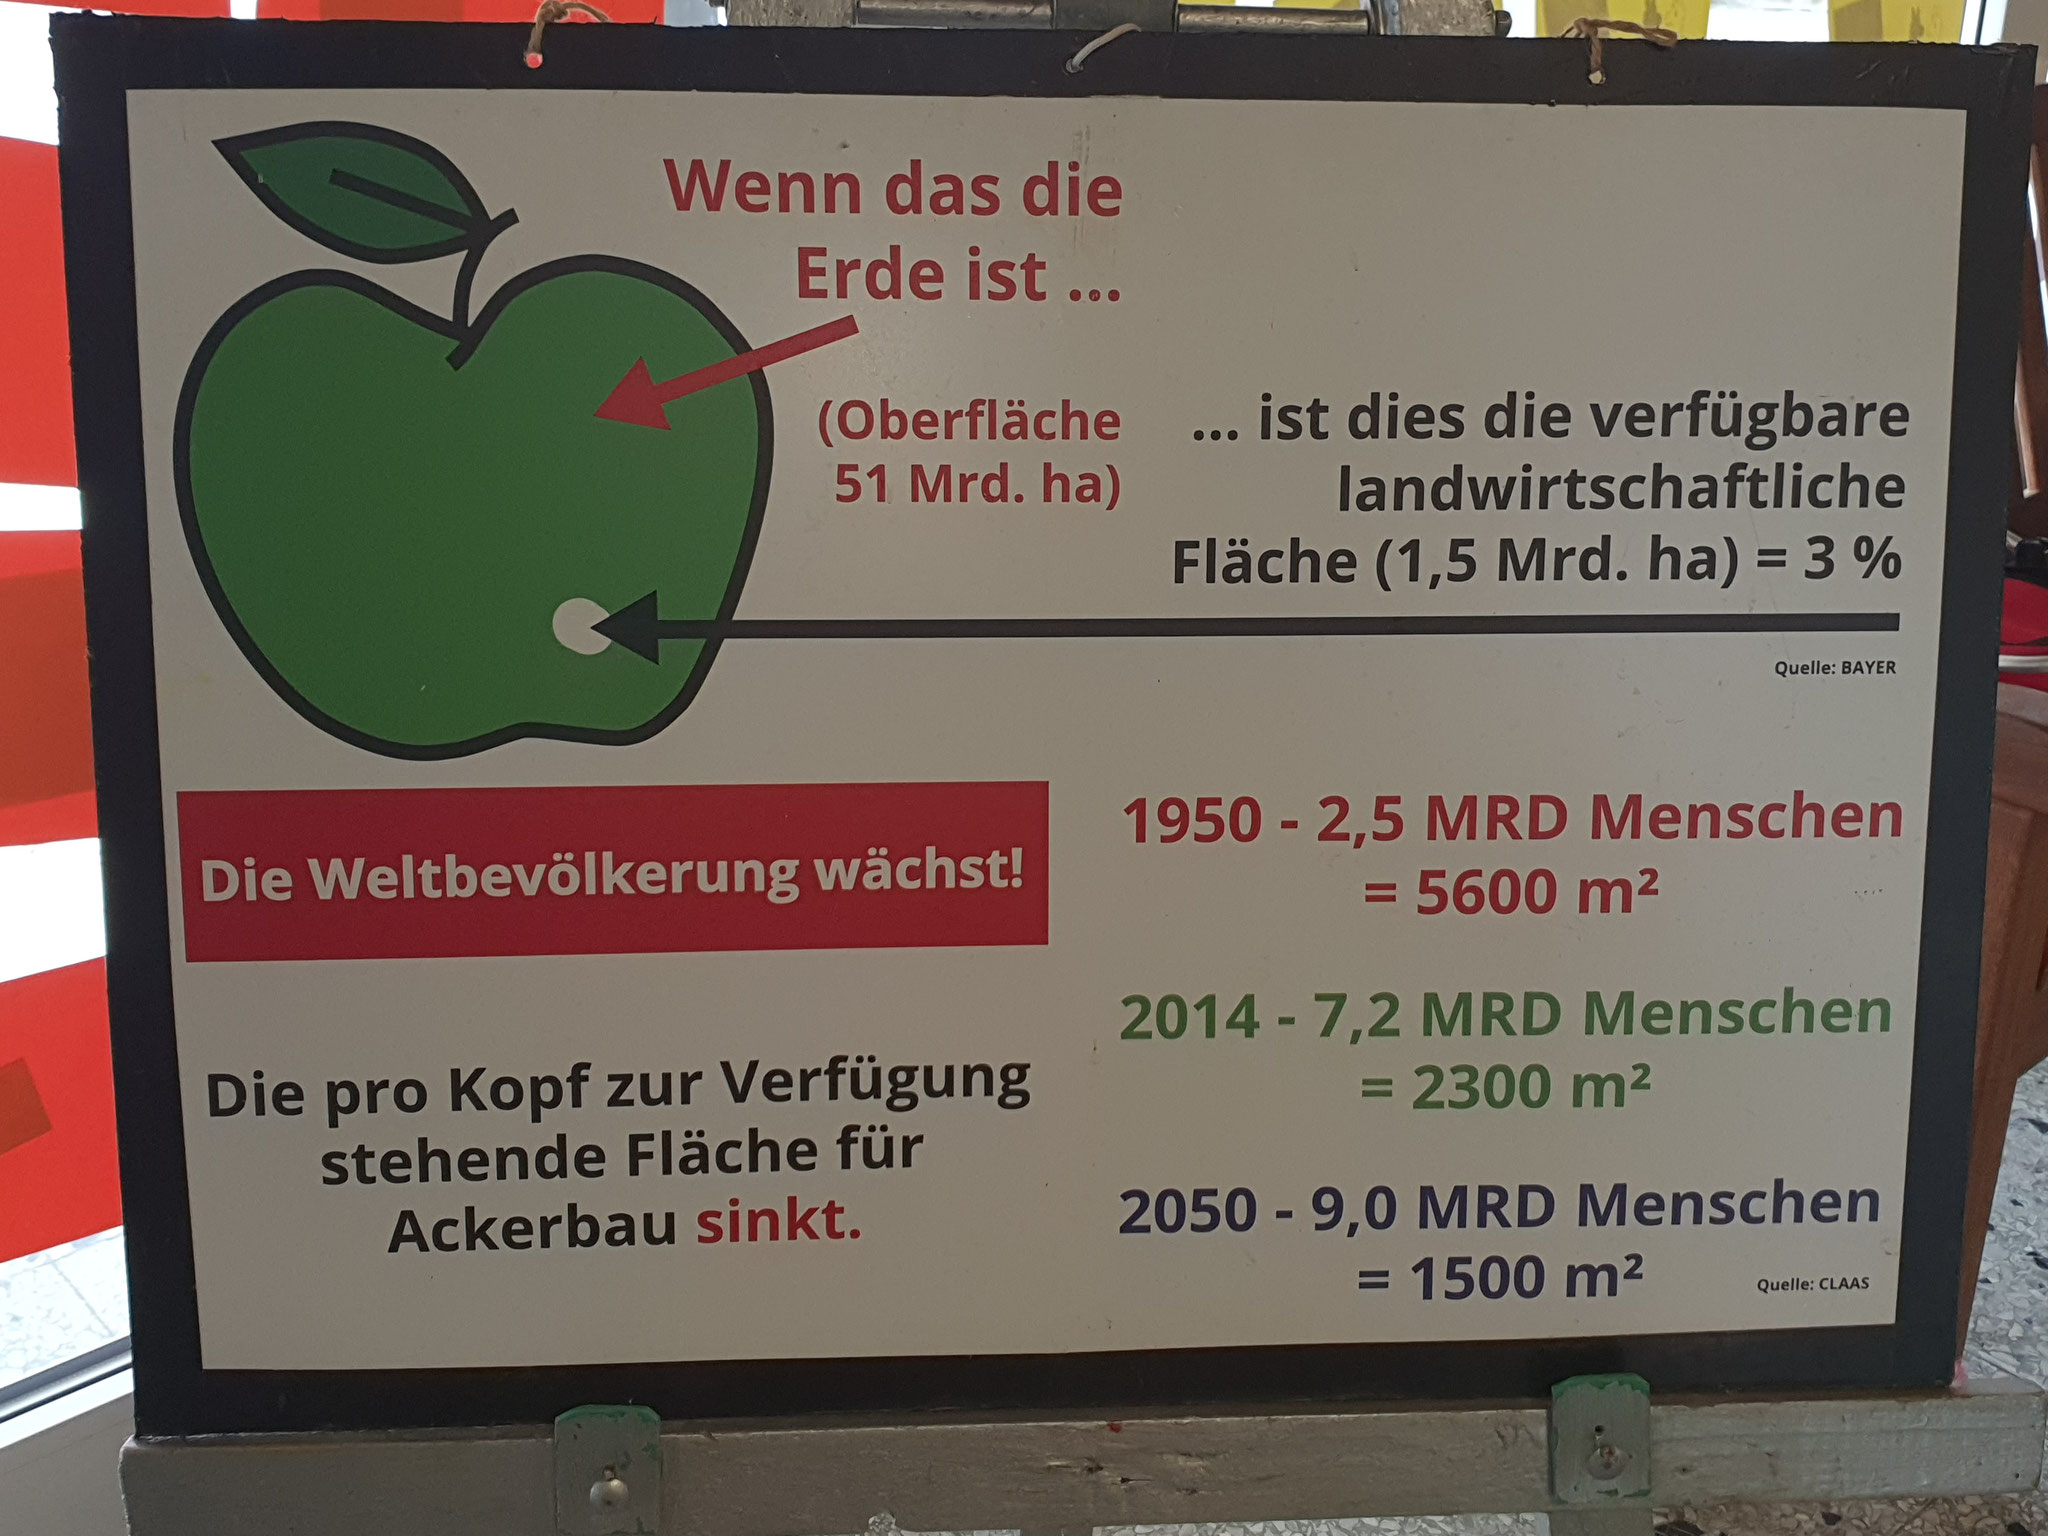 Wenn das die
Erde ist ...
(Oberfläche
51 Mrd. ha)
... ist dies die verfügbare
landwirtschaftliche
Fläche (1,5 Mrd. ha) = 3 %
Quelle: BAYER
Die Weltbevölkerung wächst!
Die pro Kopf zur Verfügung
stehende Fläche für
Ackerbau sinkt.
1950 - 2,5 MRD Menschen
= 5600 m²
2014 - 7,2 MRD Menschen
= 2300 m²
2050 - 9,0 MRD Menschen
= 1500 m²
Quelle: CLAAS